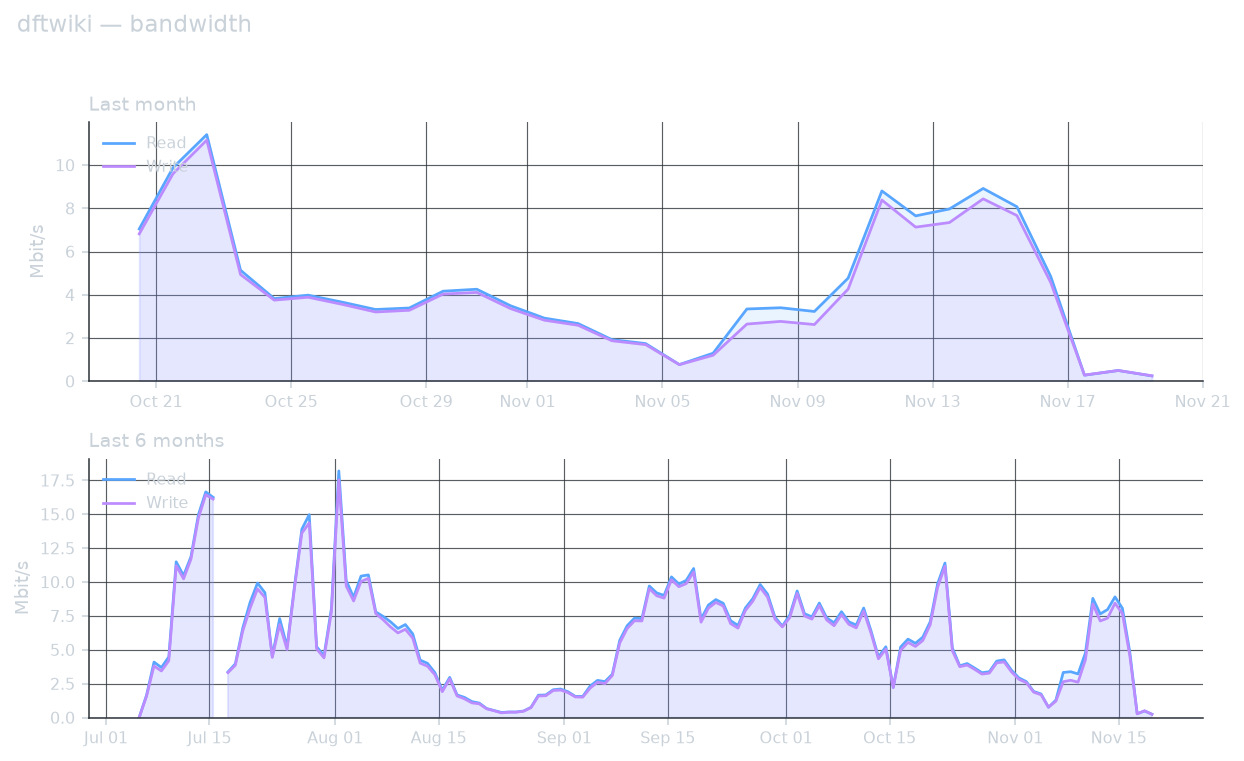 dftwiki — bandwidth
Last month
Read
Write
Mbit/s
10
8
6
4
2
0
Oct 21 Oct 25 Oct 29 Nov 01 Nov 05 Nov 09 Nov 13 Nov 17 Nov 21
Last 6 months
Read
Write
Mbit/s
17.5
15.0
12.5
10.0
7.5
5.0
2.5
0.0
Jul 01 Jul 15 Aug 01 Aug 15 Sep 01 Sep 15 Oct 01 Oct 15 Nov 01 Nov 15